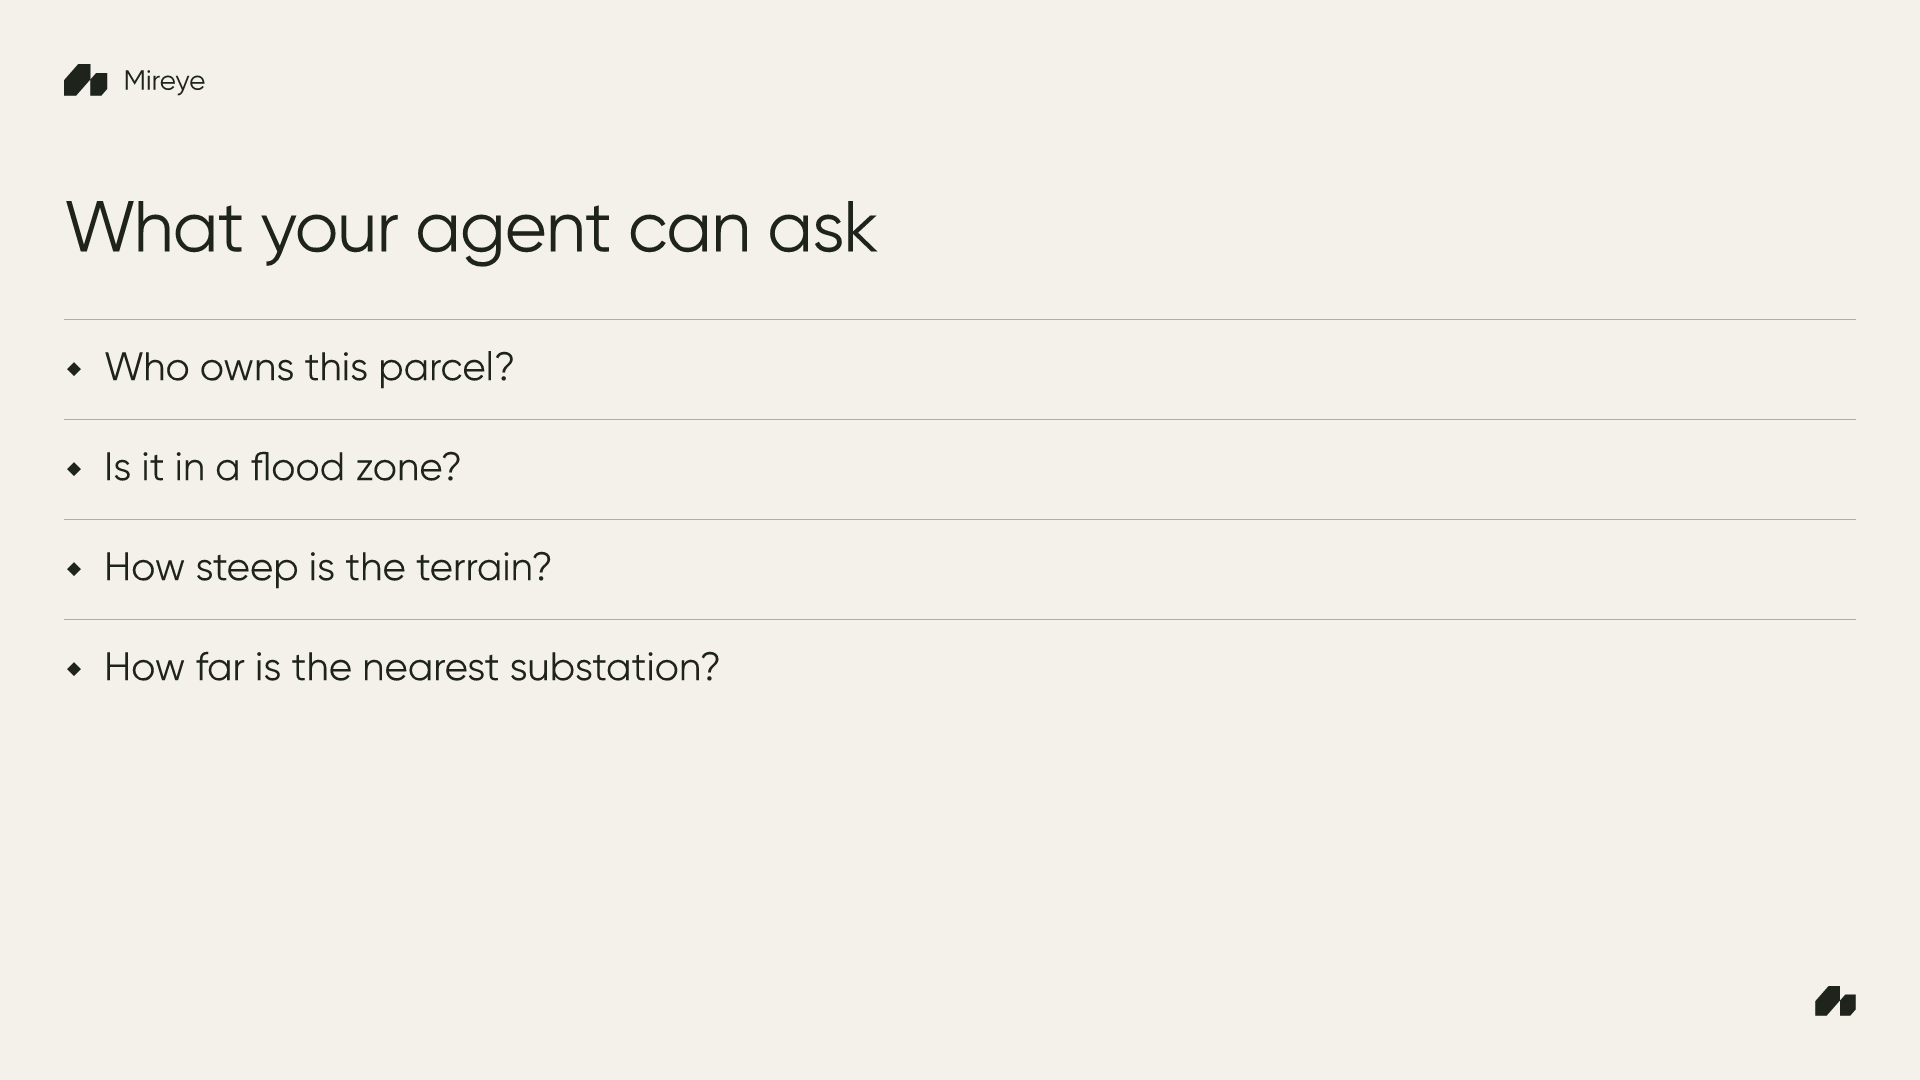 Mireye
What your agent can ask
Who owns this parcel?
Is it in a flood zone?
How steep is the terrain?
How far is the nearest substation?